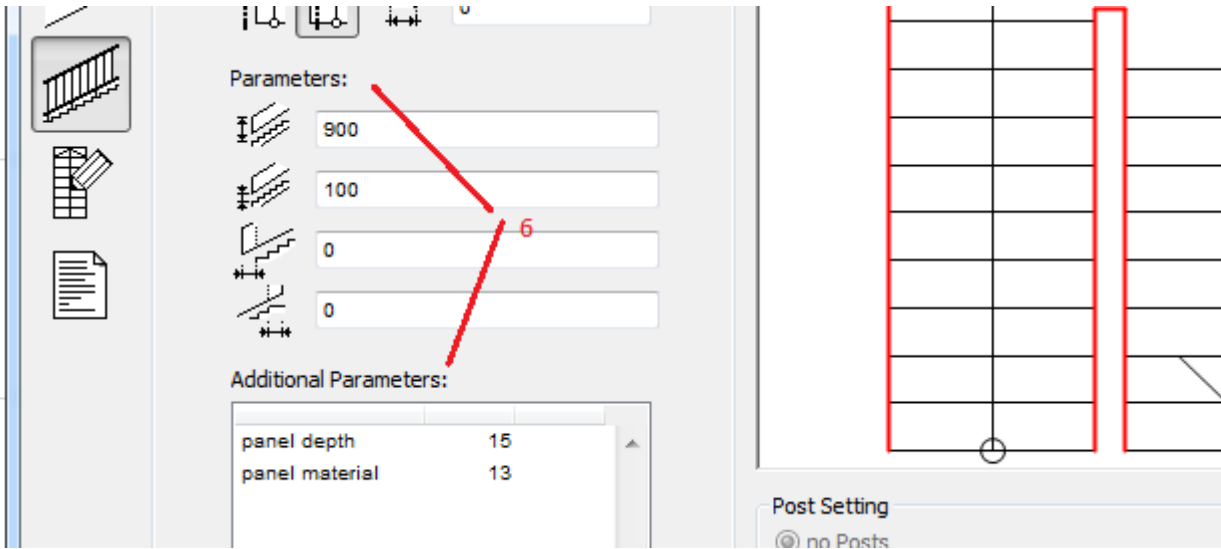 0
Parameters:
900
100
6
0
0
Additional Parameters:
panel depth 15
panel material 13
Post Setting
no Posts